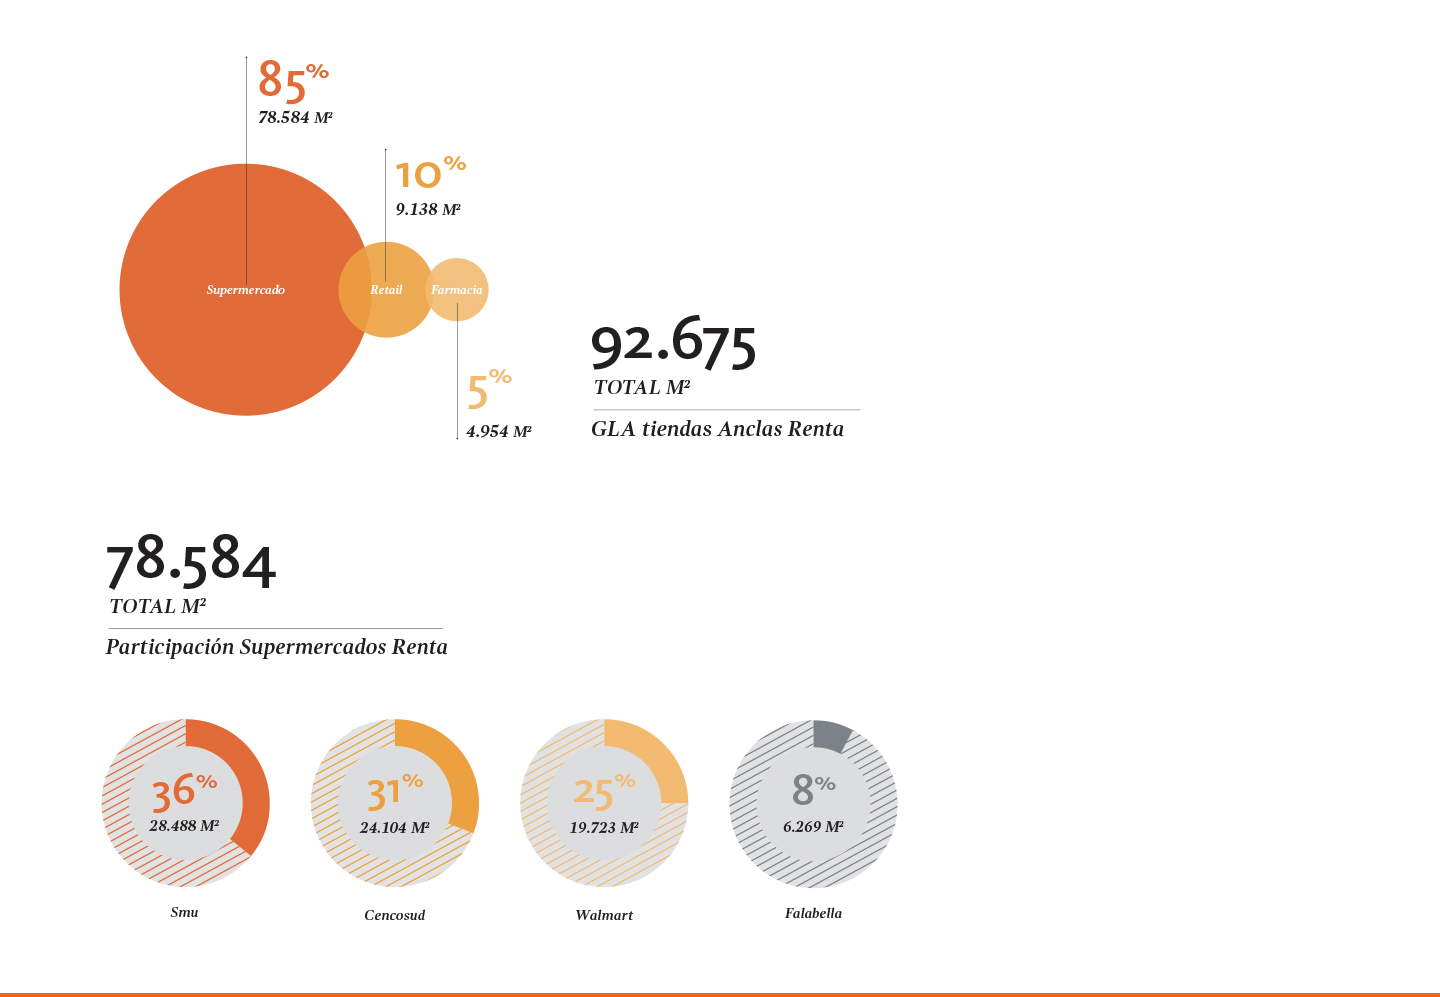 85%
78.584 M²
10%
9.138 M²
Supermercado
Retail
Farmacia
5%
4.954 M²
92.675
TOTAL M²
GLA tiendas Anclas Renta
78.584
TOTAL M²
Participación Supermercados Renta
36%
28.488 M²
Smu
31%
24.104 M²
Cencosud
25%
19.723 M²
Walmart
8%
6.269 M²
Falabella